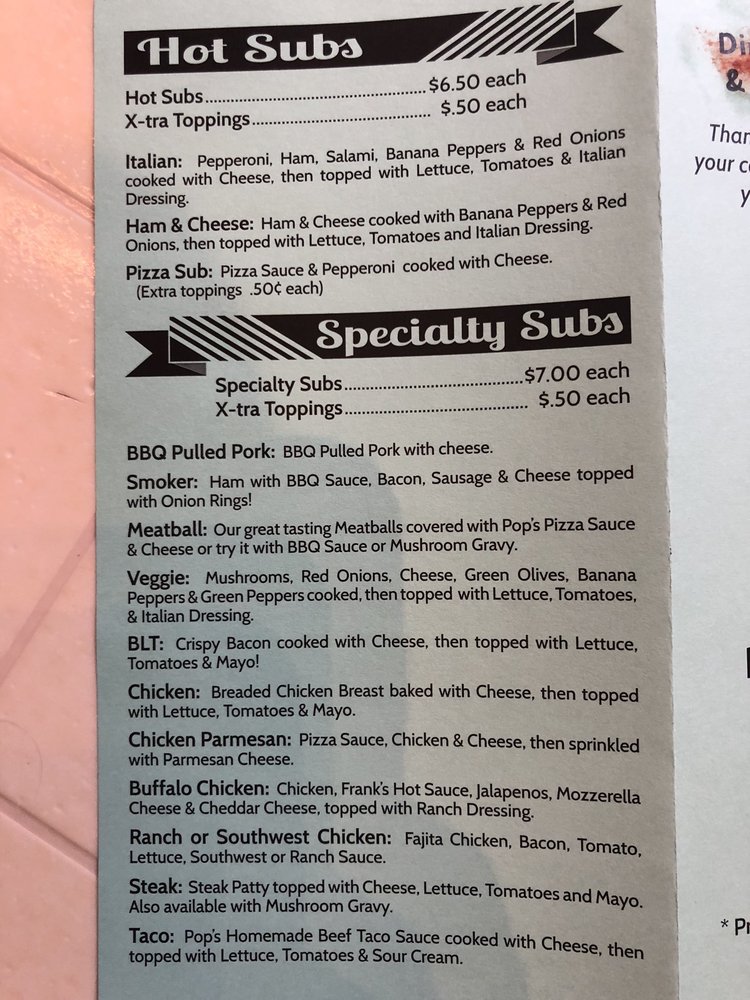 Hot Subs
Hot Subs........................................$6.50 each
X-tra Toppings................................ $.50 each
Italian: Pepperoni, Ham, Salami, Banana Peppers & Red Onions
cooked with Cheese, then topped with Lettuce, Tomatoes & Italian
Dressing.
Ham & Cheese: Ham & Cheese cooked with Banana Peppers & Red
Onions, then topped with Lettuce, Tomatoes and Italian Dressing.
Pizza Sub: Pizza Sauce & Pepperoni cooked with Cheese.
(Extra toppings .50¢ each)
Specialty Subs
Specialty Subs................................$7.00 each
X-tra Toppings................................ $.50 each
BBQ Pulled Pork: BBQ Pulled Pork with cheese.
Smoker: Ham with BBQ Sauce, Bacon, Sausage & Cheese topped
with Onion Rings!
Meatball: Our great tasting Meatballs covered with Pop's Pizza Sauce
& Cheese or try it with BBQ Sauce or Mushroom Gravy.
Veggie: Mushrooms, Red Onions, Cheese, Green Olives, Banana
Peppers & Green Peppers cooked, then topped with Lettuce, Tomatoes,
& Italian Dressing.
BLT: Crispy Bacon cooked with Cheese, then topped with Lettuce,
Tomatoes & Mayo!
Chicken: Breaded Chicken Breast baked with Cheese, then topped
with Lettuce, Tomatoes & Mayo.
Chicken Parmesan: Pizza Sauce, Chicken & Cheese, then sprinkled
with Parmesan Cheese.
Buffalo Chicken: Chicken, Frank's Hot Sauce, Jalapenos, Mozzerella
Cheese & Cheddar Cheese, topped with Ranch Dressing.
Ranch or Southwest Chicken: Fajita Chicken, Bacon, Tomato,
Lettuce, Southwest or Ranch Sauce.
Steak: Steak Patty topped with Cheese, Lettuce, Tomatoes and Mayo.
Also available with Mushroom Gravy.
Taco: Pop's Homemade Beef Taco Sauce cooked with Cheese, then
topped with Lettuce, Tomatoes & Sour Cream.
&
your